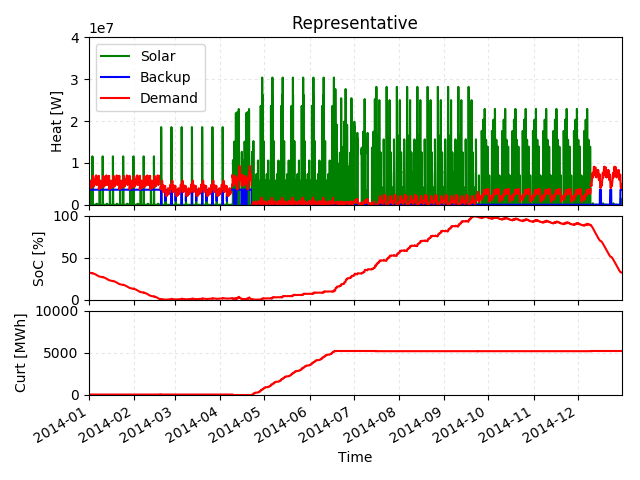 Representative
1e7
4
3
2
1
0
Heat [W]
Solar
Backup
Demand
100
50
0
SoC [%]
10000
5000
0
Curt [MWh]
2014-01
2014-02
2014-03
2014-04
2014-05
2014-06
2014-07
2014-08
2014-09
2014-10
2014-11
2014-12
Time